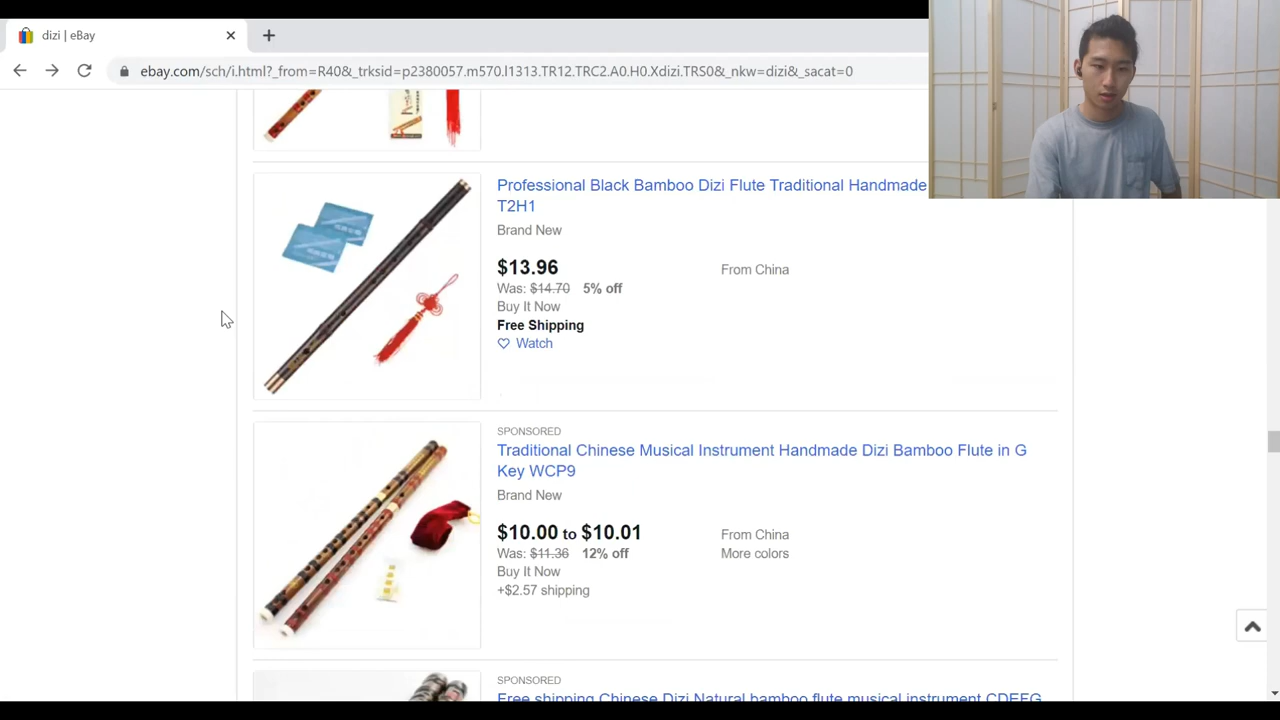 dizi | eBay
ebay.com/sch/i.html?_from=R40&_trksid=p2380057.m570.l1313.TR12.TRC2.A0.H0.Xdizi.TRS0&_nkw=dizi&_sacat=0
Professional Black Bamboo Dizi Flute Traditional Handmade
T2H1
Brand New
$13.96
From China
Was: $14.70 5% off
Buy It Now
Free Shipping
Watch
SPONSORED
Traditional Chinese Musical Instrument Handmade Dizi Bamboo Flute in G
Key WCP9
Brand New
$10.00 to $10.01
From China
Was: $11.36 12% off
More colors
Buy It Now
+$2.57 shipping
SPONSORED
Free shipping Chinese Dizi Natural bamboo flute musical instrument CDEFG